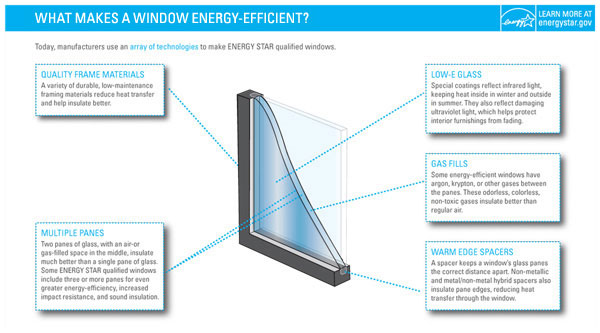 WHAT MAKES A WINDOW ENERGY-EFFICIENT?
LEARN MORE AT
energystar.gov
Today, manufacturers use an array of technologies to make ENERGY STAR qualified windows.
QUALITY FRAME MATERIALS
A variety of durable, low-maintenance
framing materials reduce heat transfer
and help insulate better.
MULTIPLE PANES
Two panes of glass, with an air-or
gas-filled space in the middle, insulate
much better than a single pane of glass.
Some ENERGY STAR qualified windows
include three or more panes for even
greater energy-efficiency, increased
impact resistance, and sound insulation.
LOW-E GLASS
Special coatings reflect infrared light,
keeping heat inside in winter and outside
in summer. They also reflect damaging
ultraviolet light, which helps protect
interior furnishings from fading.
GAS FILLS
Some energy-efficient windows have
argon, krypton, or other gases between
the panes. These odorless, colorless,
non-toxic gases insulate better than
regular air.
WARM EDGE SPACERS
A spacer keeps a window's glass panes
the correct distance apart. Non-metallic
and metal/non-metal hybrid spacers also
insulate pane edges, reducing heat
transfer through the window.